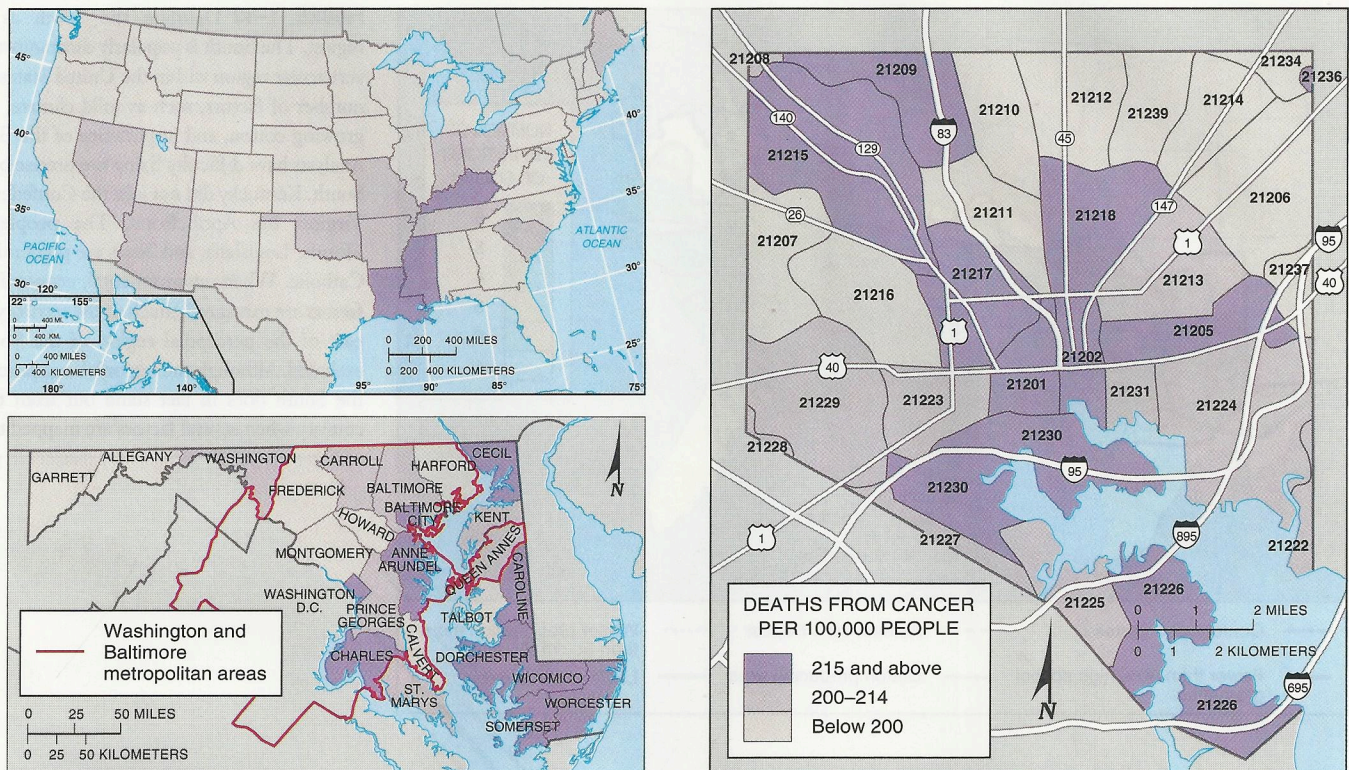 45°
40°
35°
30°
120°
PACIFIC
OCEAN
22°
155°
0 400 MI.
0 400 KM.
0 400 MILES
0 400 KILOMETERS
180°
140°
40°
35°
ATLANTIC
OCEAN
30°
25°
0 200 400 MILES
0 200 400 KILOMETERS
95°
90°
85°
75°
GARRETT
ALLEGANY
WASHINGTON
FREDERICK
CARROLL
BALTIMORE
HARFORD
CECIL
BALTIMORE
CITY
KENT
HOWARD
MONTGOMERY
ANNE
ARUNDEL
QUEEN ANNES
CAROLINE
WASHINGTON
D.C.
PRINCE
GEORGES
TALBOT
CALVERT
CHARLES
DORCHESTER
ST.
MARYS
WICOMICO
WORCESTER
SOMERSET
N
Washington and
Baltimore
metropolitan areas
0 25 50 MILES
0 25 50 KILOMETERS
21208
21209
21210
21212
21239
21214
21234
21236
140
83
45
129
21215
147
21206
26
21211
21218
1
95
21207
21217
21213
21237
40
21216
1
21205
21202
40
21201
21229
21223
21231
21224
21228
21230
95
21230
1
21227
895
21222
21226
21225
0 1 2 MILES
0 1 2 KILOMETERS
N
695
21226
DEATHS FROM CANCER
PER 100,000 PEOPLE
215 and above
200–214
Below 200